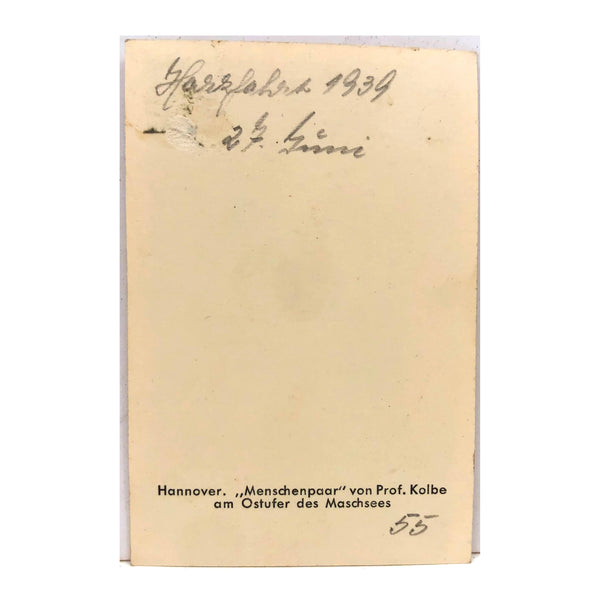 Harzfahrt 1939
27. Juni
Hannover. „Menschenpaar" von Prof. Kolbe
am Ostufer des Maschsees
55